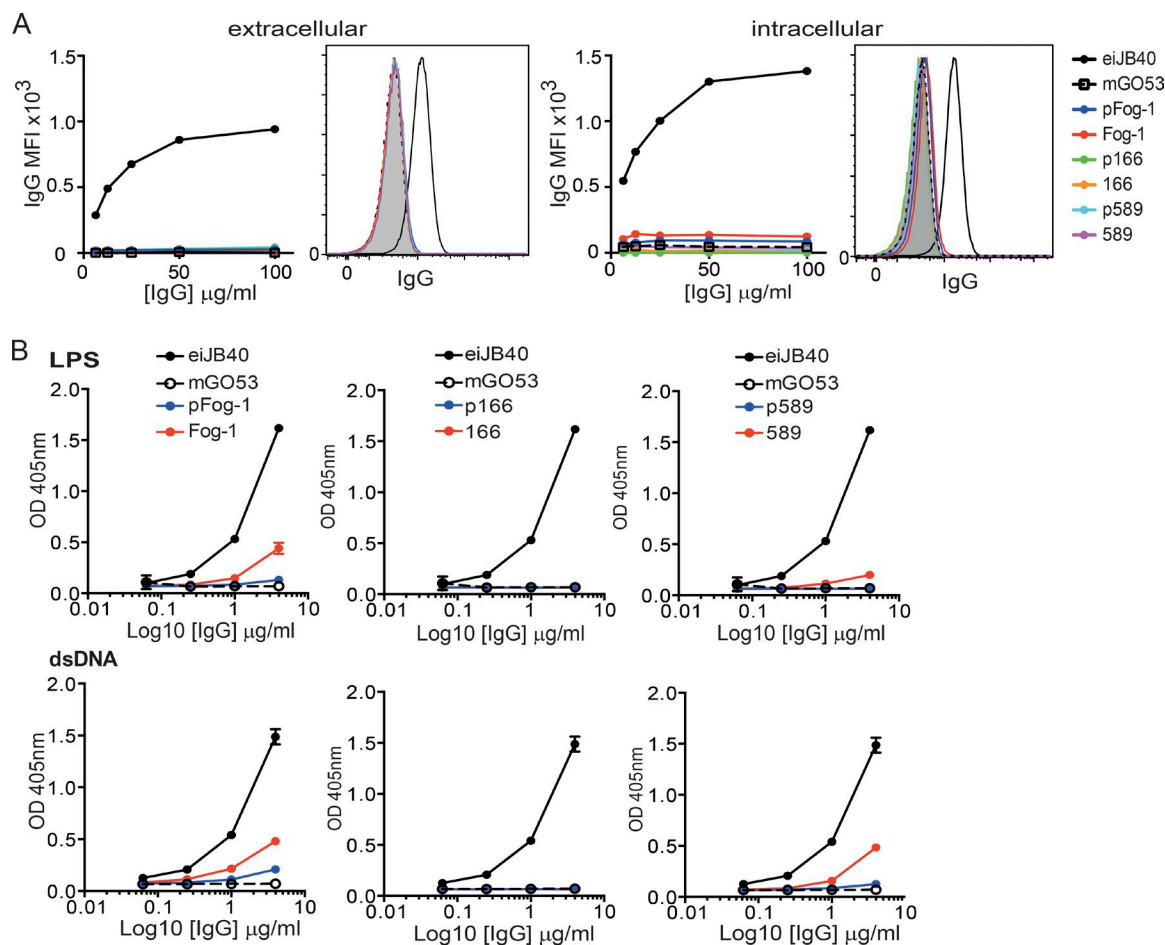 A
extracellular
intracellular
1.5
1.0
0.5
0
IgG MFI x10³
0
50
100
[IgG] μg/ml
0
IgG
1.5
1.0
0.5
0
IgG MFI x10³
0
50
100
[IgG] μg/ml
0
IgG
eiJB40
mGO53
pFog-1
Fog-1
p166
166
p589
589
B
LPS
eiJB40
mGO53
pFog-1
Fog-1
2.0
1.5
1.0
0.5
0.0
OD 405nm
0.01
0.1
1
10
Log10 [IgG] μg/ml
eiJB40
mGO53
p166
166
2.0
1.5
1.0
0.5
0.0
OD 405nm
0.01
0.1
1
10
Log10 [IgG] μg/ml
eiJB40
mGO53
p589
589
2.0
1.5
1.0
0.5
0.0
OD 405nm
0.01
0.1
1
10
Log10 [IgG] μg/ml
dsDNA
2.0
1.5
1.0
0.5
0.0
OD 405nm
0.01
0.1
1
10
Log10 [IgG] μg/ml
2.0
1.5
1.0
0.5
0.0
OD 405nm
0.01
0.1
1
10
Log10 [IgG] μg/ml
2.0
1.5
1.0
0.5
0.0
OD 405nm
0.01
0.1
1
10
Log10 [IgG] μg/ml